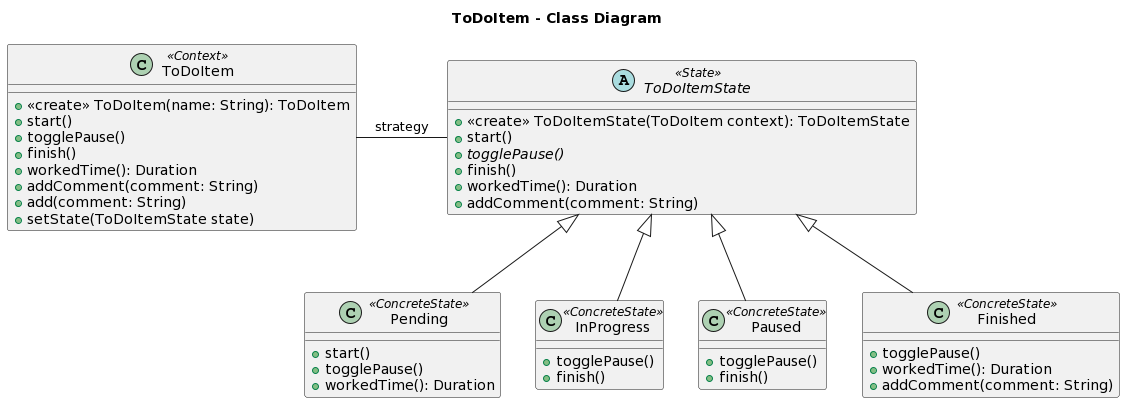 ToDoItem - Class Diagram
C
«Context»
ToDoItem
«create» ToDoItem(name: String): ToDoItem
start()
togglePause()
finish()
workedTime(): Duration
addComment(comment: String)
add(comment: String)
setState(ToDoItemState state)
strategy
A
«State»
ToDoItemState
«create» ToDoItemState(ToDoItem context): ToDoItemState
start()
togglePause()
finish()
workedTime(): Duration
addComment(comment: String)
C
«ConcreteState»
Pending
start()
togglePause()
workedTime(): Duration
C
«ConcreteState»
InProgress
togglePause()
finish()
C
«ConcreteState»
Paused
togglePause()
finish()
C
«ConcreteState»
Finished
togglePause()
workedTime(): Duration
addComment(comment: String)